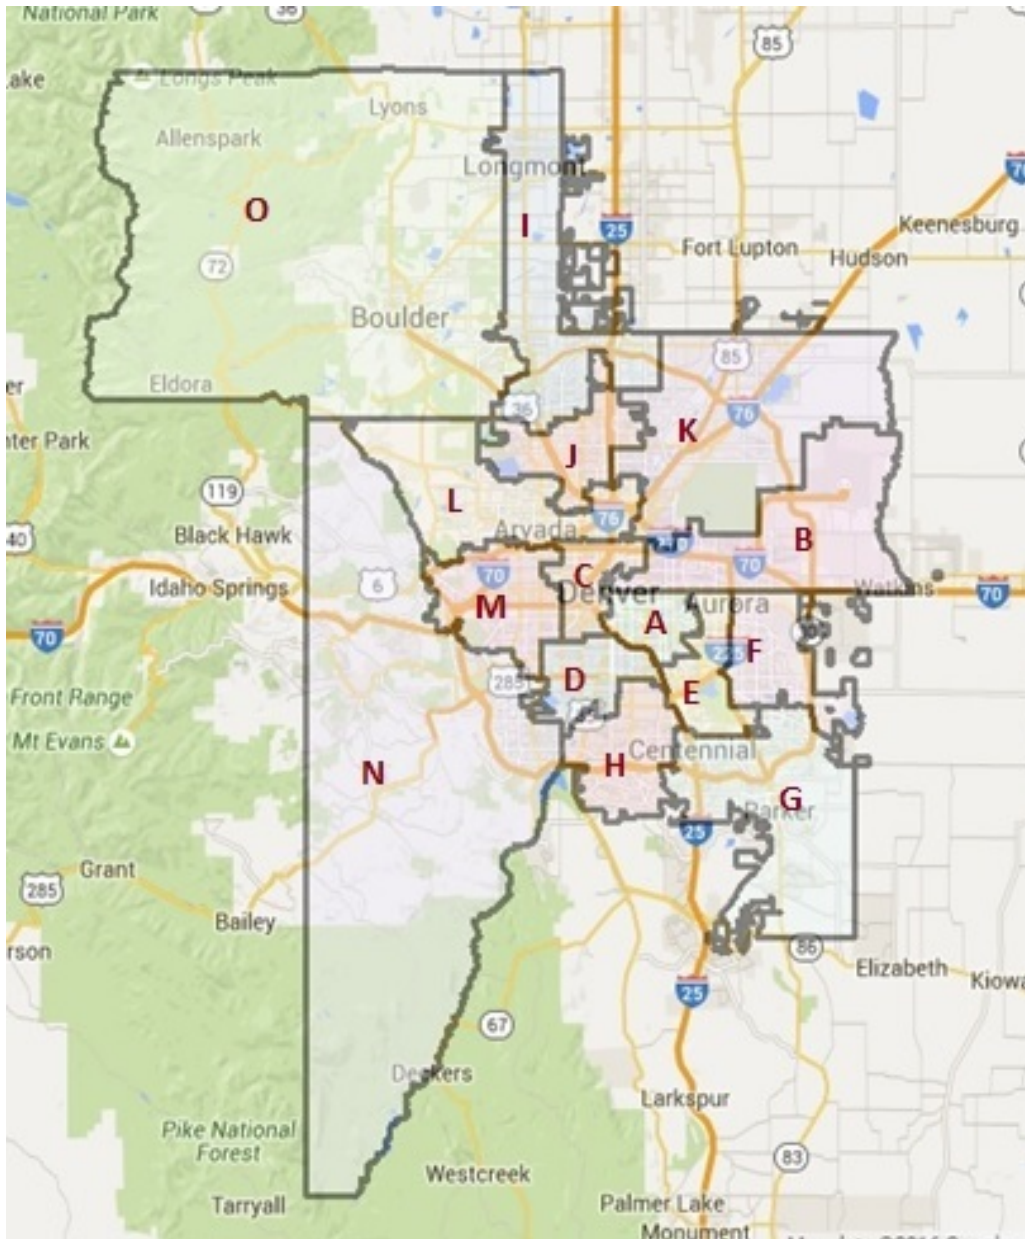 National Park
36
85
Lake
Longs Peak
Lyons
Allenspark
Longmont
O
I
25
Keenesburg
Fort Lupton
Hudson
72
Boulder
85
Eldora
36
76
K
nter Park
J
119
L
76
Arvada
40
Black Hawk
B
6
70
C
70
Idaho Springs
Denver
Watkins
70
M
A
Aurora
70
F
225
285
D
E
Front Range
Mt Evans
Centennial
N
H
G
Parker
25
Grant
285
Bailey
rson
86
Elizabeth
Kiowa
25
67
Deckers
Larkspur
Pike National
Forest
83
Westcreek
Tarryall
Palmer Lake
Monument